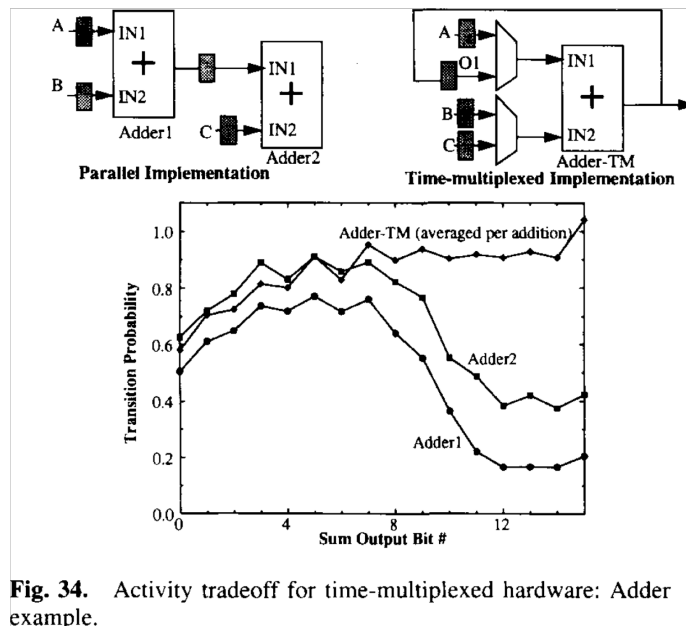 A
IN1
+
B
IN2
Adder1
IN1
+
C
IN2
Adder2
Parallel Implementation
A
IN1
O1
+
B
IN2
C
Adder-TM
Time-multiplexed Implementation
Adder-TM (averaged per addition)
Adder2
Adder1
Transition Probability
1.0
0.8
0.6
0.4
0.2
0.0
0
4
8
12
Sum Output Bit #
Fig. 34. Activity tradeoff for time-multiplexed hardware: Adder
example.